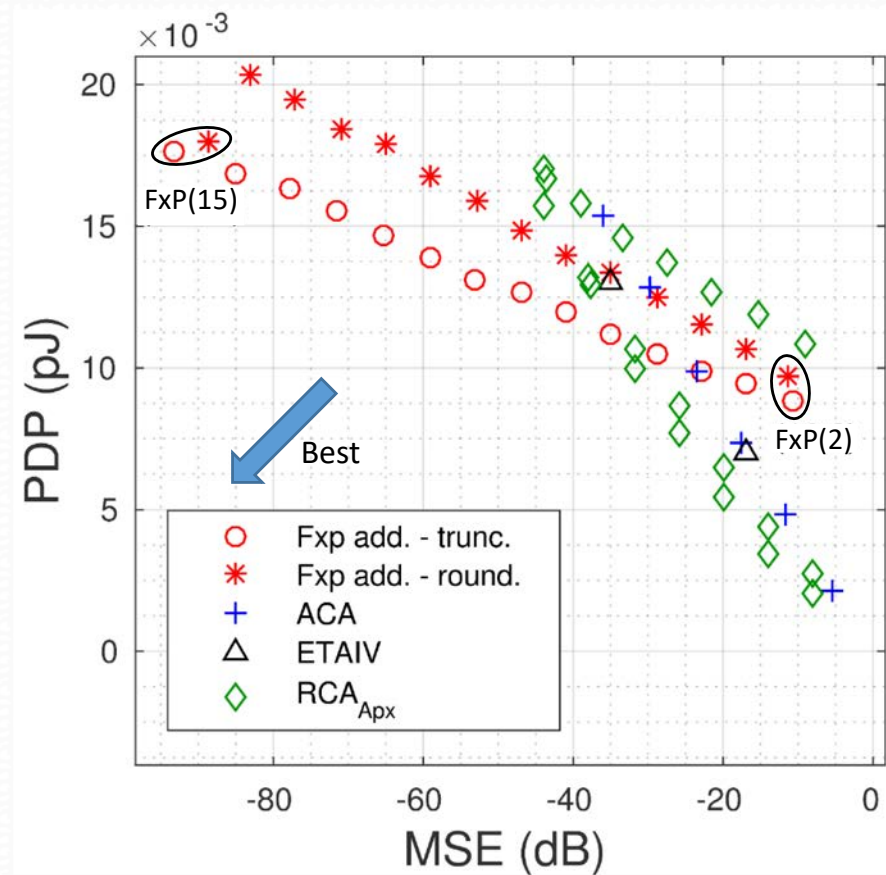 ×10⁻³
20
15
10
5
0
PDP (pJ)
FxP(15)
FxP(2)
Best
Fxp add. - trunc.
Fxp add. - round.
ACA
ETAIV
RCA_Apx
-80 -60 -40 -20 0
MSE (dB)